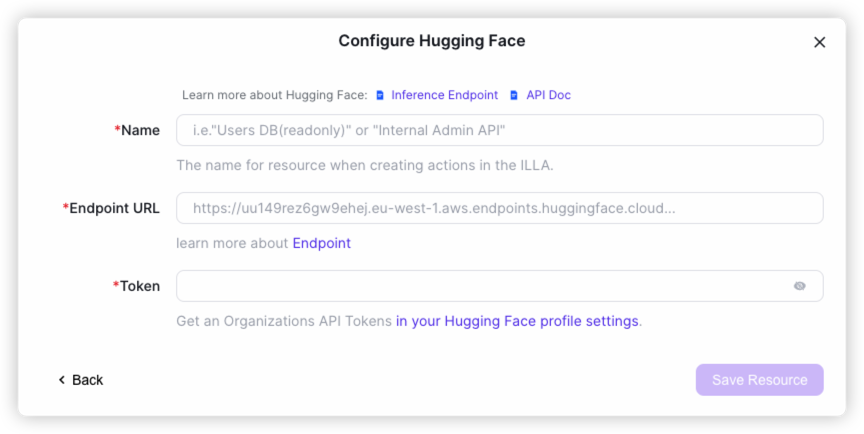 Configure Hugging Face
Learn more about Hugging Face: Inference Endpoint API Doc
*Name i.e."Users DB(readonly)" or "Internal Admin API"
The name for resource when creating actions in the ILLA.
*Endpoint URL https://uu149rez6gw9ehej.eu-west-1.aws.endpoints.huggingface.cloud...
learn more about Endpoint
*Token
Get an Organizations API Tokens in your Hugging Face profile settings.
Back Save Resource